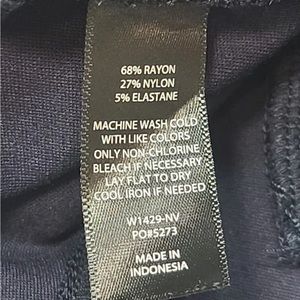 68% RAYON
27% NYLON
5% ELASTANE
MACHINE WASH COLD
WITH LIKE COLORS
ONLY NON-CHLORINE
BLEACH IF NECESSARY
LAY FLAT TO DRY
COOL IRON IF NEEDED
W1429-NV
PO#5273
MADE IN
INDONESIA